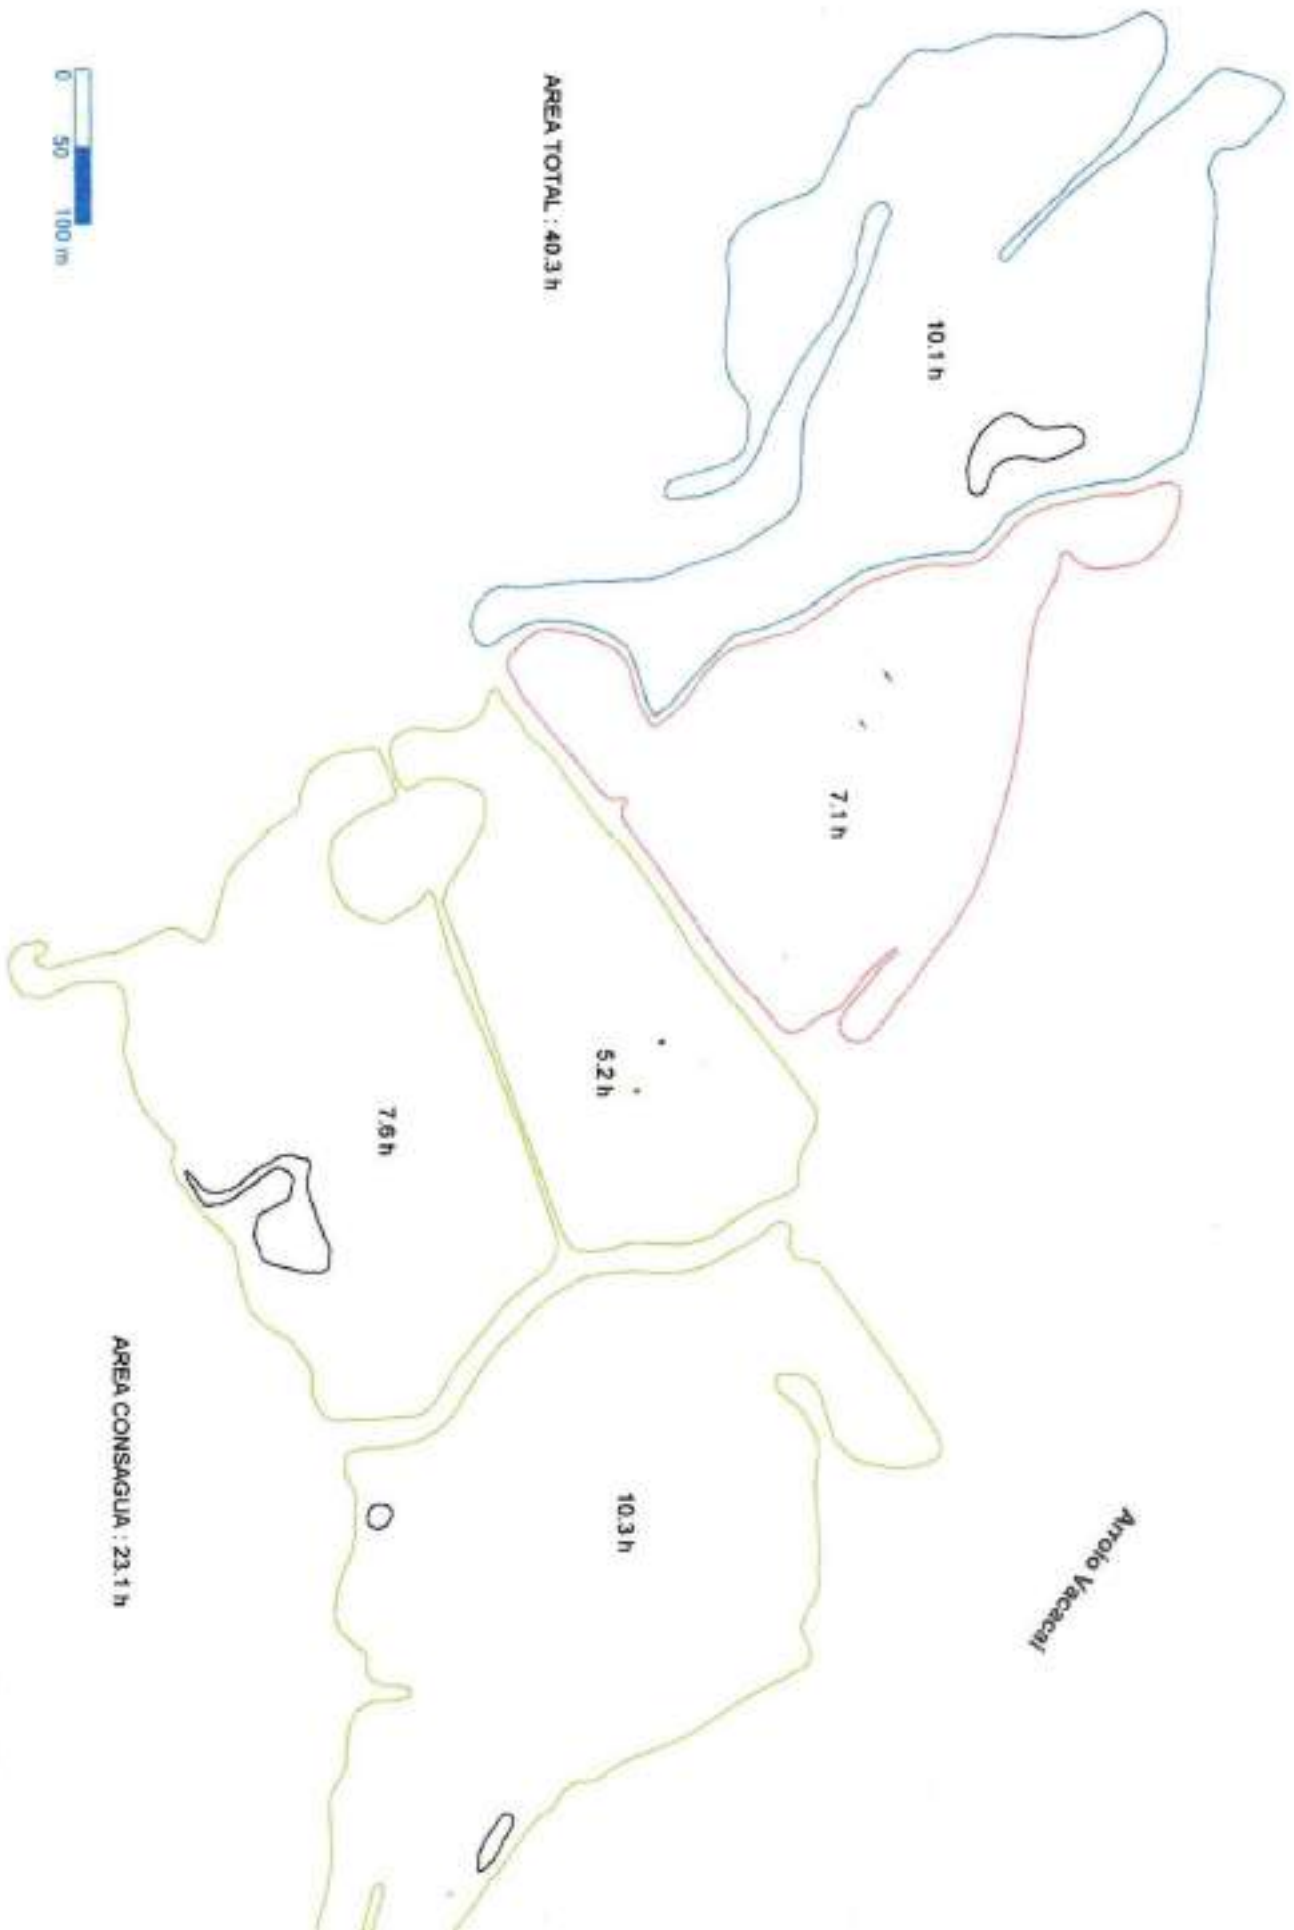 Arroio Vacacai
10.1 h
7.1 h
10.3 h
5.2 h
AREA TOTAL : 40.3 h
7.6 h
AREA CONSAGUA : 23.1 h
0 50 100 m